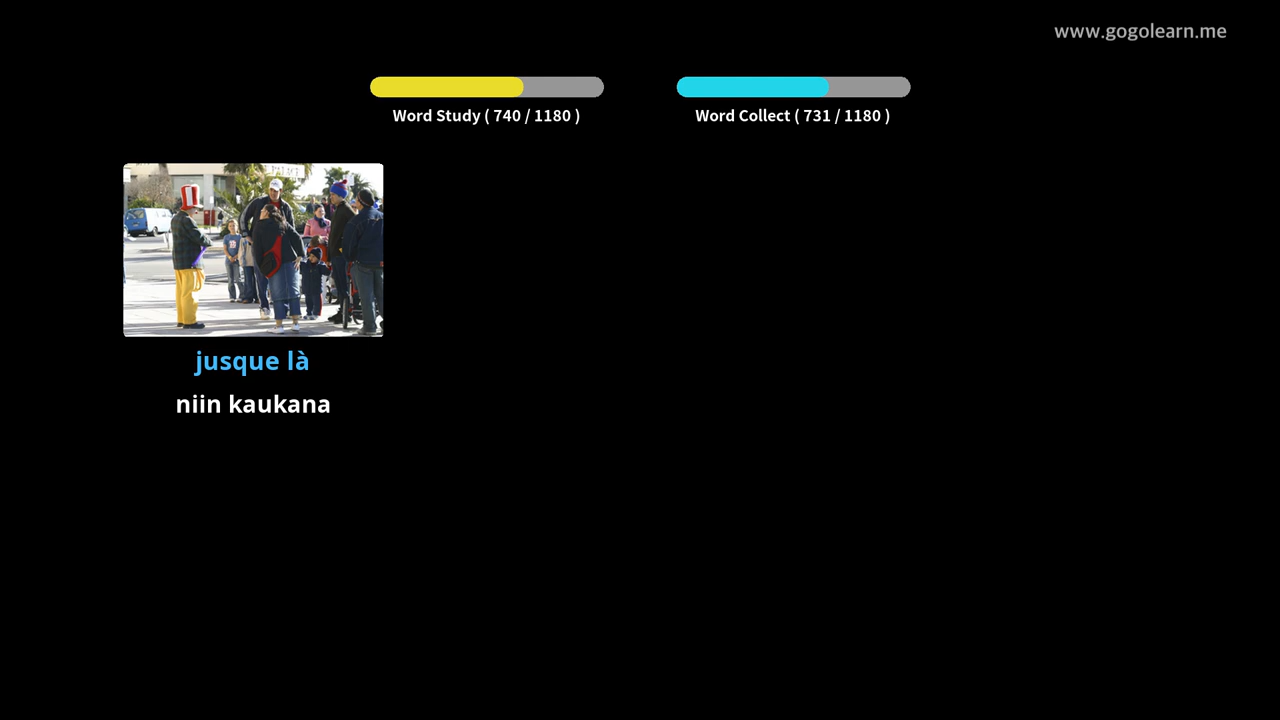 www.gogolearn.me
Word Study ( 740 / 1180 )
Word Collect ( 731 / 1180 )
jusque là
niin kaukana